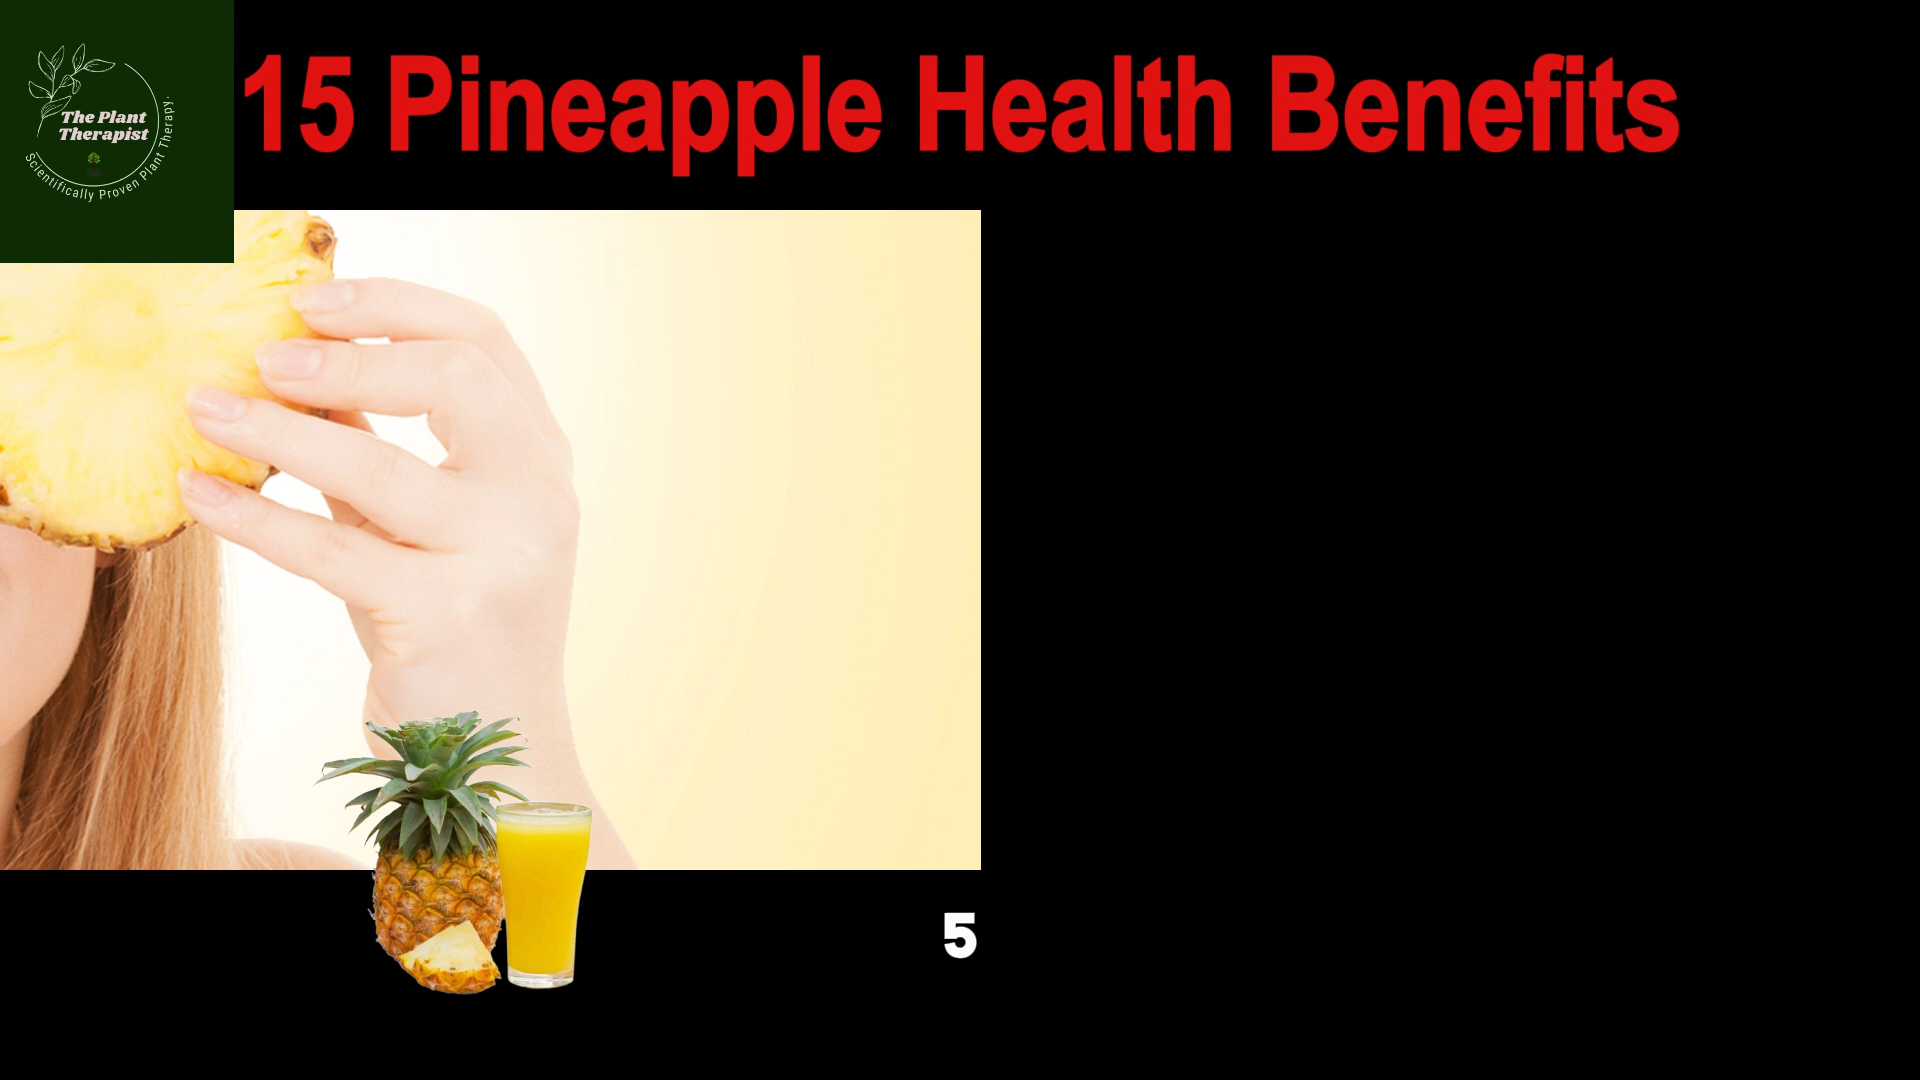 15 Pineapple Health Benefits
The Plant
Therapist
Scientifically Proven Plant Therapy.
5